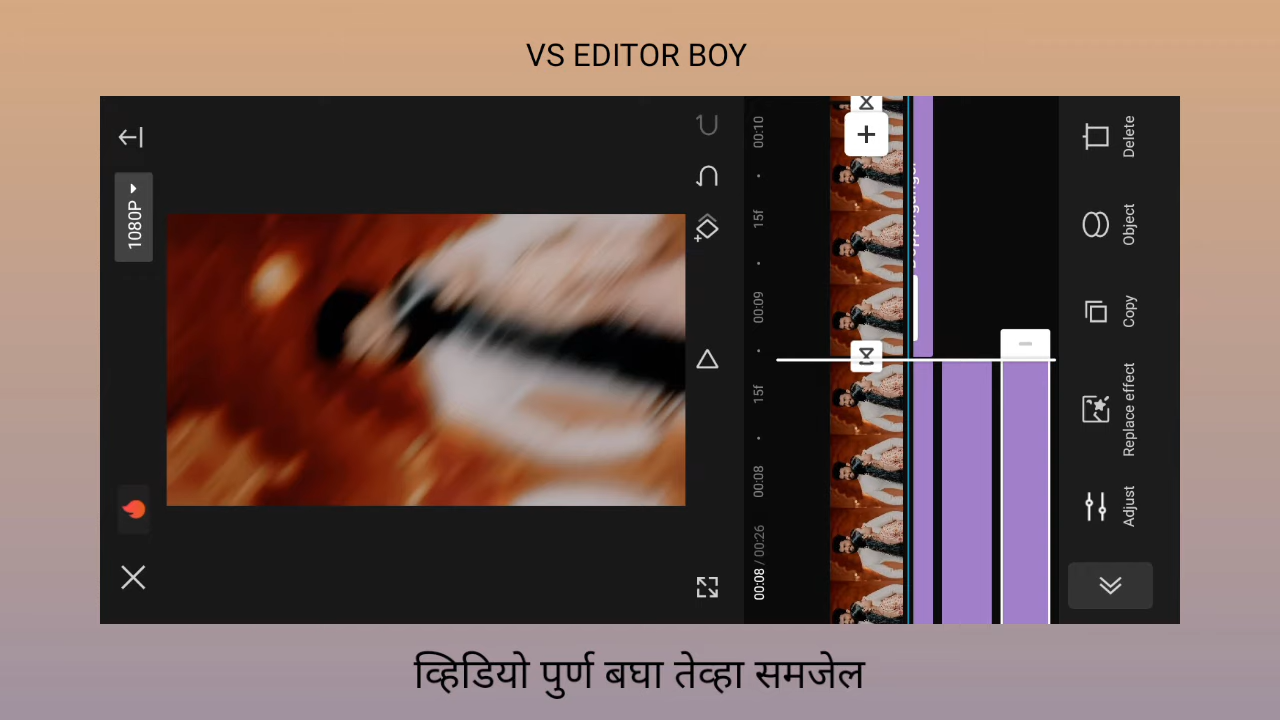 VS EDITOR BOY
1080P
00:08 / 00:26
00:08
15f
00:09
15f
00:10
Adjust
Replace effect
Copy
Object
Delete
व्हिडियो पुर्ण बघा तेव्हा समजेल